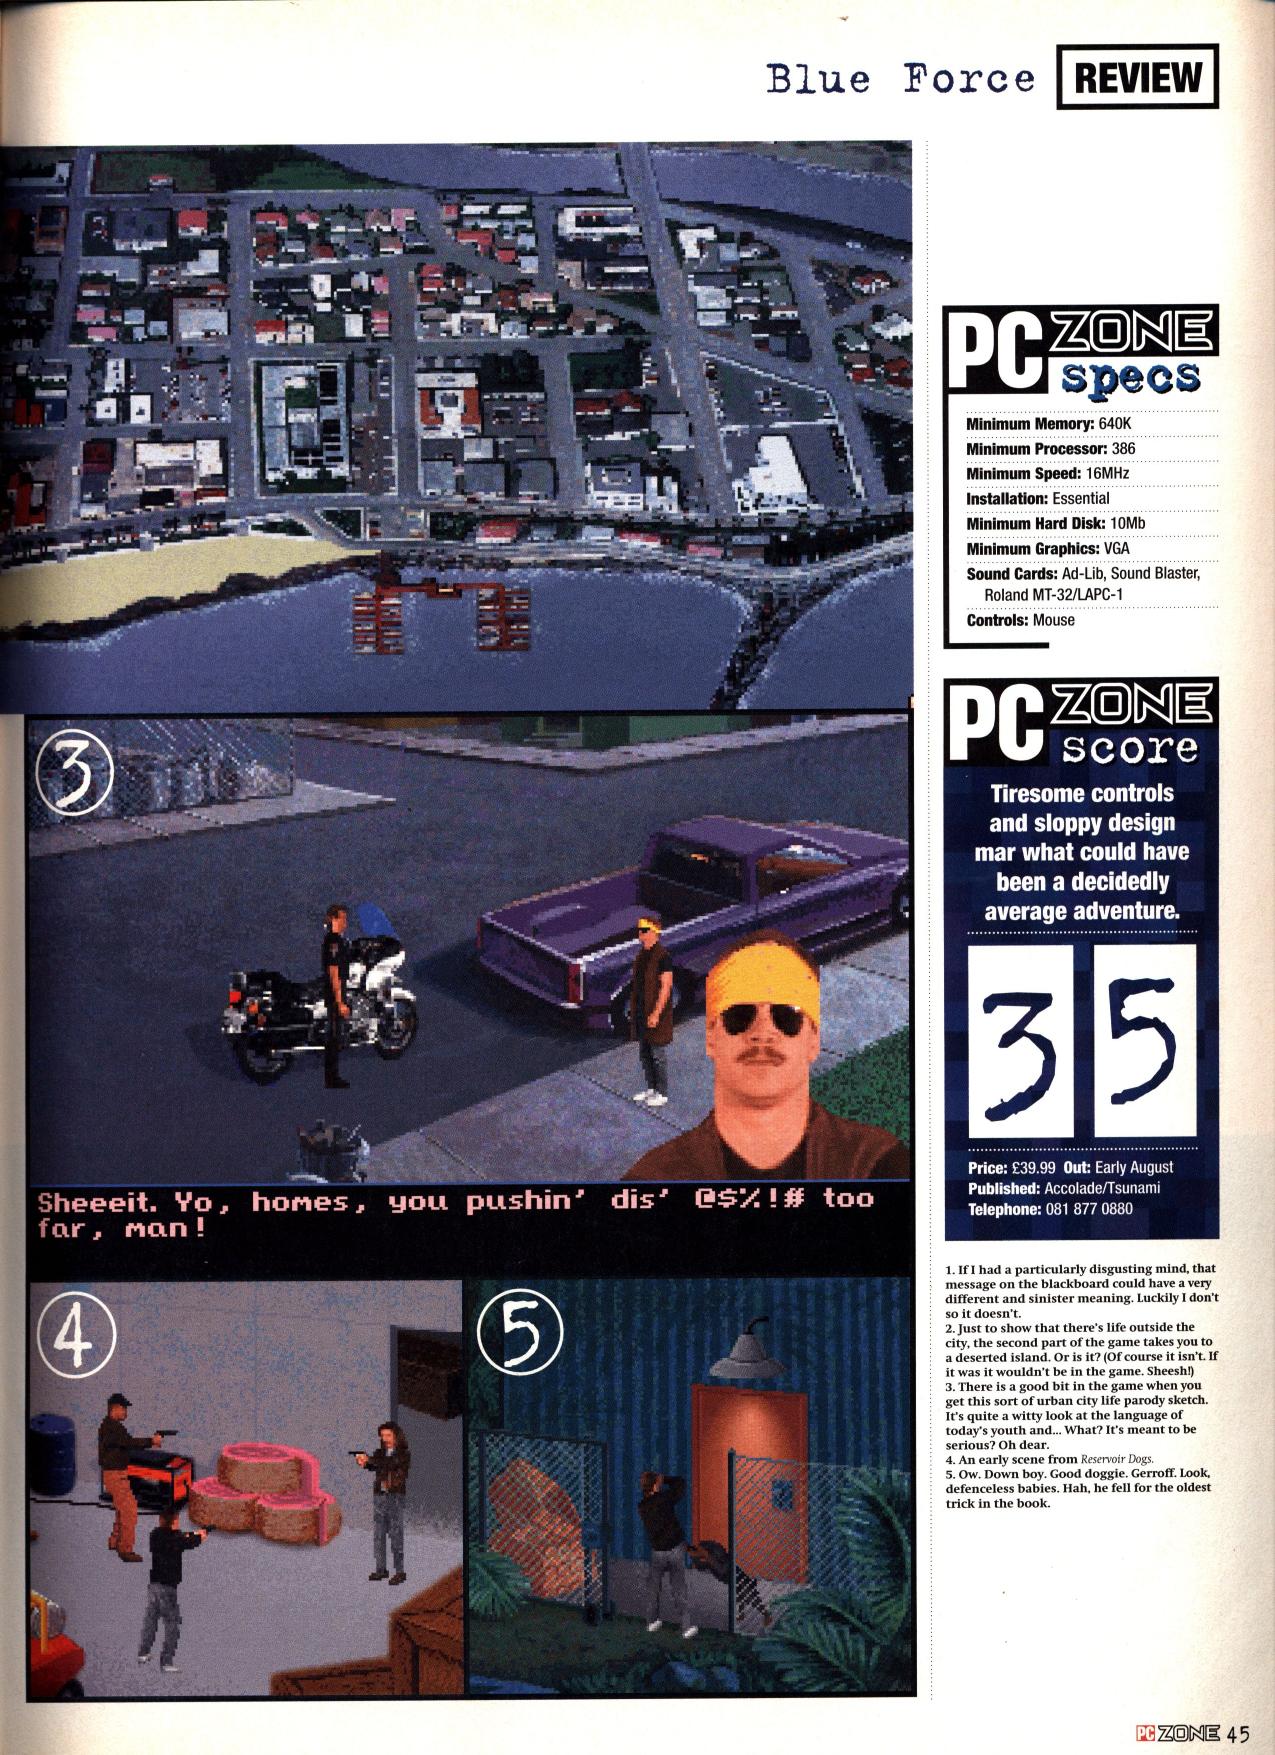 Blue Force REVIEW
3
Sheeeit. Yo, homes, you pushin' dis' @$%!# too
far, man!
4
5
PC ZONE
specs
Minimum Memory: 640K
Minimum Processor: 386
Minimum Speed: 16MHz
Installation: Essential
Minimum Hard Disk: 10Mb
Minimum Graphics: VGA
Sound Cards: Ad-Lib, Sound Blaster,
Roland MT-32/LAPC-1
Controls: Mouse
PC ZONE
score
Tiresome controls
and sloppy design
mar what could have
been a decidedly
average adventure.
35
Price: £39.99 Out: Early August
Published: Accolade/Tsunami
Telephone: 081 877 0880
1. If I had a particularly disgusting mind, that
message on the blackboard could have a very
different and sinister meaning. Luckily I don't
so it doesn't.
2. Just to show that there's life outside the
city, the second part of the game takes you to
a deserted island. Or is it? (Of course it isn't. If
it was it wouldn't be in the game. Sheesh!)
3. There is a good bit in the game when you
get this sort of urban city life parody sketch.
It's quite a witty look at the language of
today's youth and... What? It's meant to be
serious? Oh dear.
4. An early scene from Reservoir Dogs.
5. Ow. Down boy. Good doggie. Gerroff. Look,
defenceless babies. Hah, he fell for the oldest
trick in the book.
PC ZONE 45